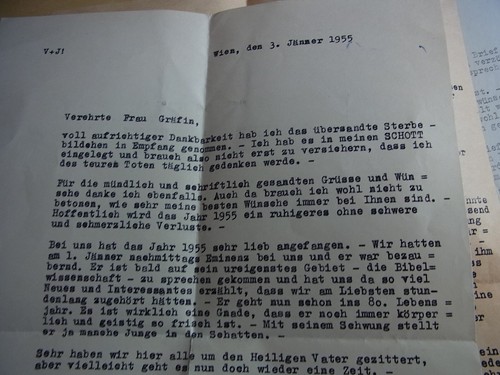 V+J!
Wien, den 3. Jänner 1955
Verehrte Frau Gräfin,
voll aufrichtiger Dankbarkeit hab ich das übersandte Sterbe -
bildchen in Empfang genommen. - Ich hab es in meinen SCHOTT
eingelegt und brauch also nicht erst zu versichern, dass ich
des teuren Toten täglich gedenken werde. -
Für die mündlich und schriftlich gesandten Grüsse und Wün =
sche danke ich ebenfalls. Auch da brauch ich wohl nicht zu
betonen, wie sehr meine besten Wünsche immer bei Ihnen sind. -
Hoffentlich wird das Jahr 1955 ein ruhigeres ohne schwere
und schmerzliche Verluste. -
Bei uns hat das Jahr 1955 sehr lieb angefangen. - Wir hatten
am 1. Jänner nachmittags Eminenz bei uns und er war bezau =
bernd. Er ist bald auf sein ureigenstes Gebiet - die Bibel=
wissenschaft - zu sprechen gekommen und hat uns da so viel
Neues und Interessantes erzählt, dass wir am Liebsten stun-
denlang zugehört hätten. - Er geht nun schon ins 80. Lebens =
jahr. Es ist wirklich eine Gnade, dass er noch immer körper =
lich und geistig so frisch ist. - Mit seinem Schwung stellt
er ja manche Junge in den Schatten. -
Sehr haben wir hier alle um den Heiligen Vater gezittert,
aber vielleicht geht es nun doch wieder eine Zeit. -